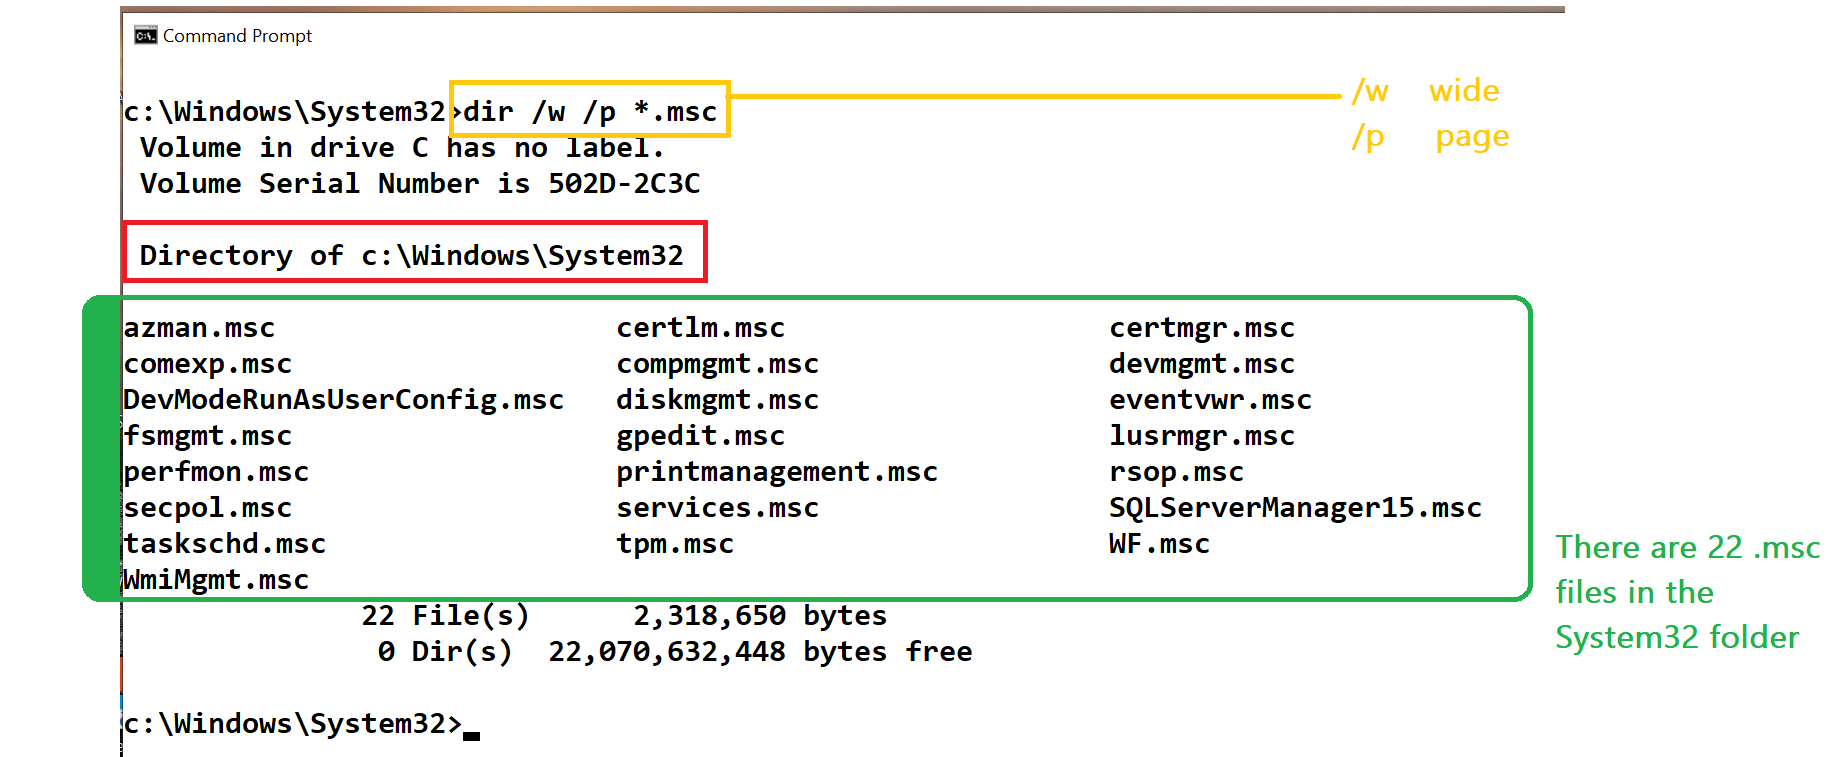 Command Prompt
c:\Windows\System32>dir /w /p *.msc
/w wide
/p page
Volume in drive C has no label.
Volume Serial Number is 502D-2C3C
Directory of c:\Windows\System32
azman.msc certlm.msc certmgr.msc
comexp.msc compmgmt.msc devmgmt.msc
DevModeRunAsUserConfig.msc diskmgmt.msc eventvwr.msc
fsmgmt.msc gpedit.msc lusrmgr.msc
perfmon.msc printmanagement.msc rsop.msc
secpol.msc services.msc SQLServerManager15.msc
taskschd.msc tpm.msc WF.msc
WmiMgmt.msc
22 File(s) 2,318,650 bytes
0 Dir(s) 22,070,632,448 bytes free
c:\Windows\System32>
There are 22 .msc
files in the
System32 folder